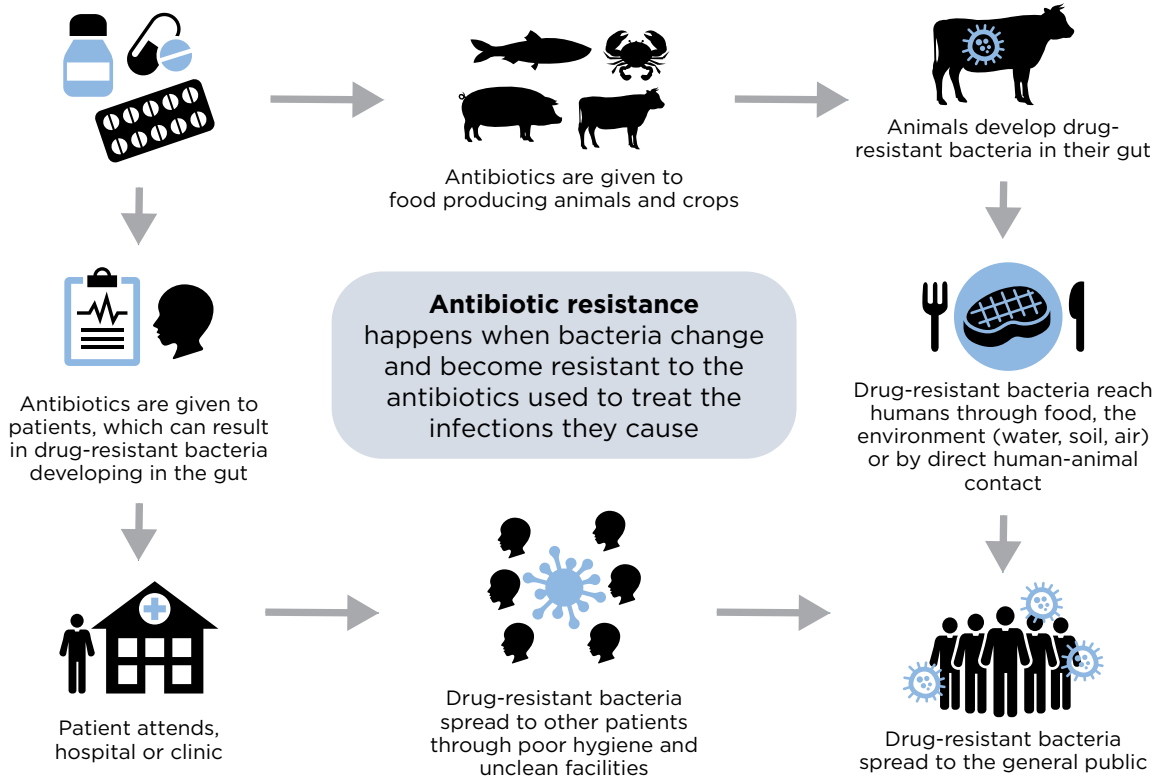 Antibiotics are given to
food producing animals and crops
Animals develop drug-
resistant bacteria in their gut
Antibiotic resistance
happens when bacteria change
and become resistant to the
antibiotics used to treat the
infections they cause
Antibiotics are given to
patients, which can result
in drug-resistant bacteria
developing in the gut
Drug-resistant bacteria reach
humans through food, the
environment (water, soil, air)
or by direct human-animal
contact
Patient attends,
hospital or clinic
Drug-resistant bacteria
spread to other patients
through poor hygiene and
unclean facilities
Drug-resistant bacteria
spread to the general public